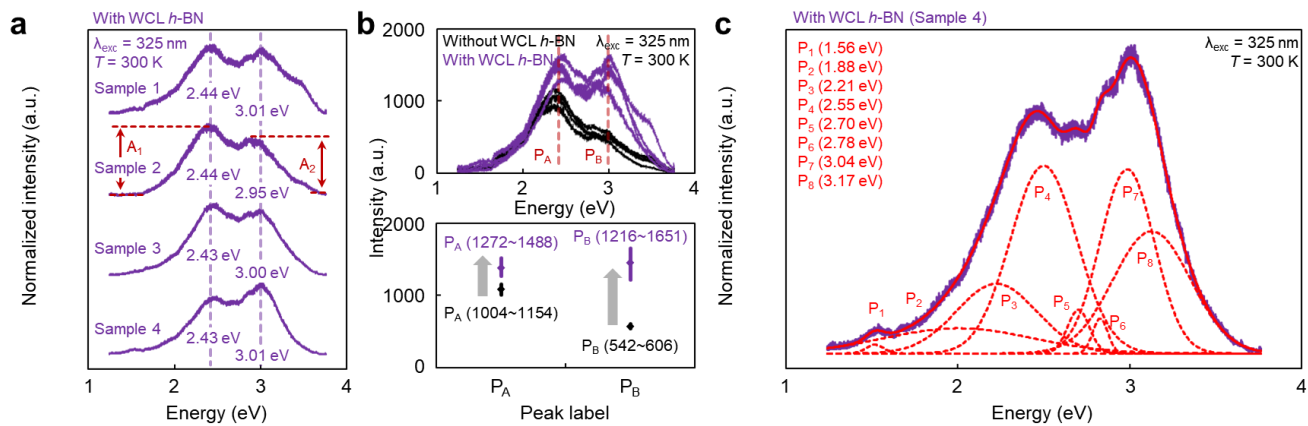 a
With WCL h-BN
λexc = 325 nm
T = 300 K
Sample 1
2.44 eV
3.01 eV
A1
A2
Sample 2
2.44 eV
2.95 eV
Sample 3
2.43 eV
3.00 eV
Sample 4
2.43 eV
3.01 eV
1 2 3 4
Energy (eV)
Normalized intensity (a.u.)
b
2000
1000
0
Without WCL h-BN
With WCL h-BN
λexc = 325 nm
T = 300 K
PA
PB
1 2 3 4
Energy (eV)
Intensity (a.u.)
2000
1000
0
PA (1272~1488)
PB (1216~1651)
PA (1004~1154)
PB (542~606)
PA PB
Peak label
c
With WCL h-BN (Sample 4)
P1 (1.56 eV)
P2 (1.88 eV)
P3 (2.21 eV)
P4 (2.55 eV)
P5 (2.70 eV)
P6 (2.78 eV)
P7 (3.04 eV)
P8 (3.17 eV)
λexc = 325 nm
T = 300 K
P1
P2
P3
P4
P5
P6
P7
P8
1 2 3 4
Energy (eV)
Normalized intensity (a.u.)